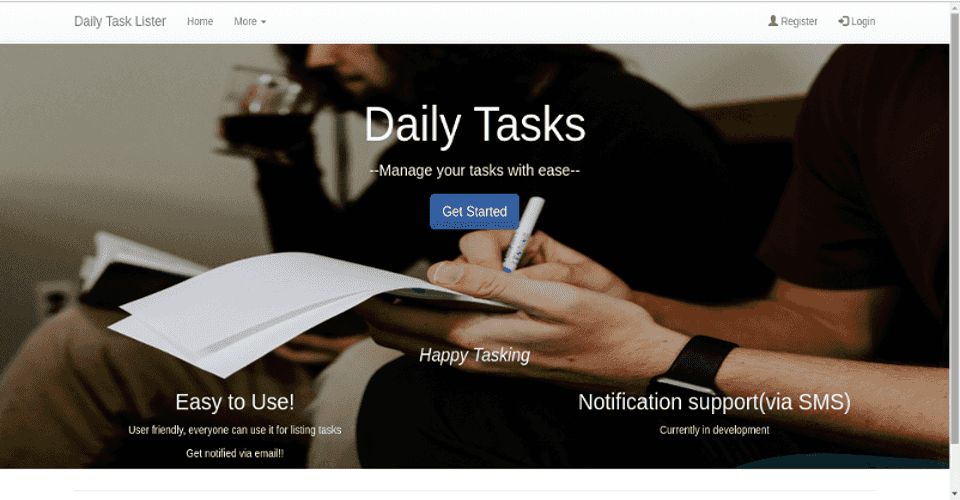 Daily Task Lister Home More Register Login
Daily Tasks
--Manage your tasks with ease--
Get Started
Happy Tasking
Easy to Use!
User friendly, everyone can use it for listing tasks
Get notified via email!!
Notification support(via SMS)
Currently in development